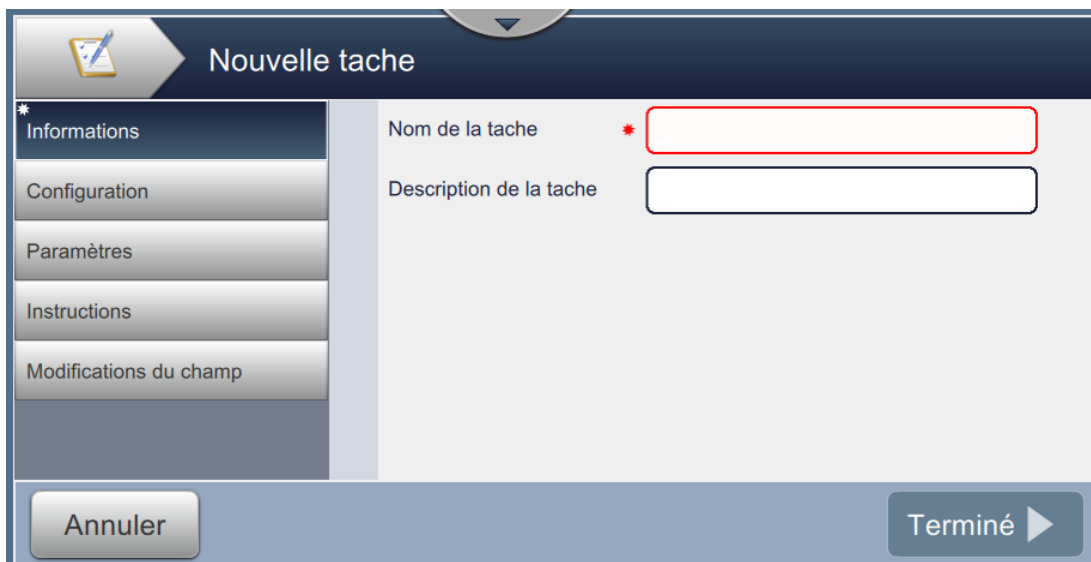 Nouvelle tache
Informations
Configuration
Paramètres
Instructions
Modifications du champ
Nom de la tache
Description de la tache
Annuler
Terminé